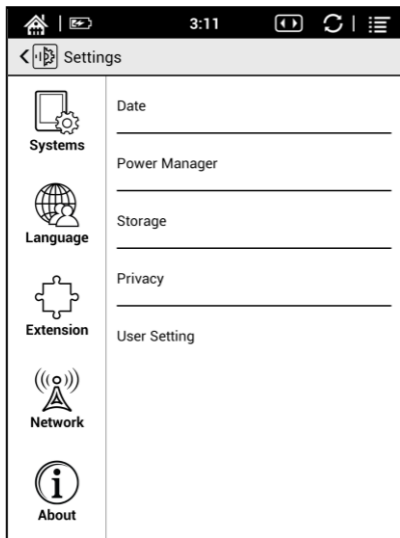 3:11
Settings
Systems
Language
Extension
Network
About
Date
Power Manager
Storage
Privacy
User Setting